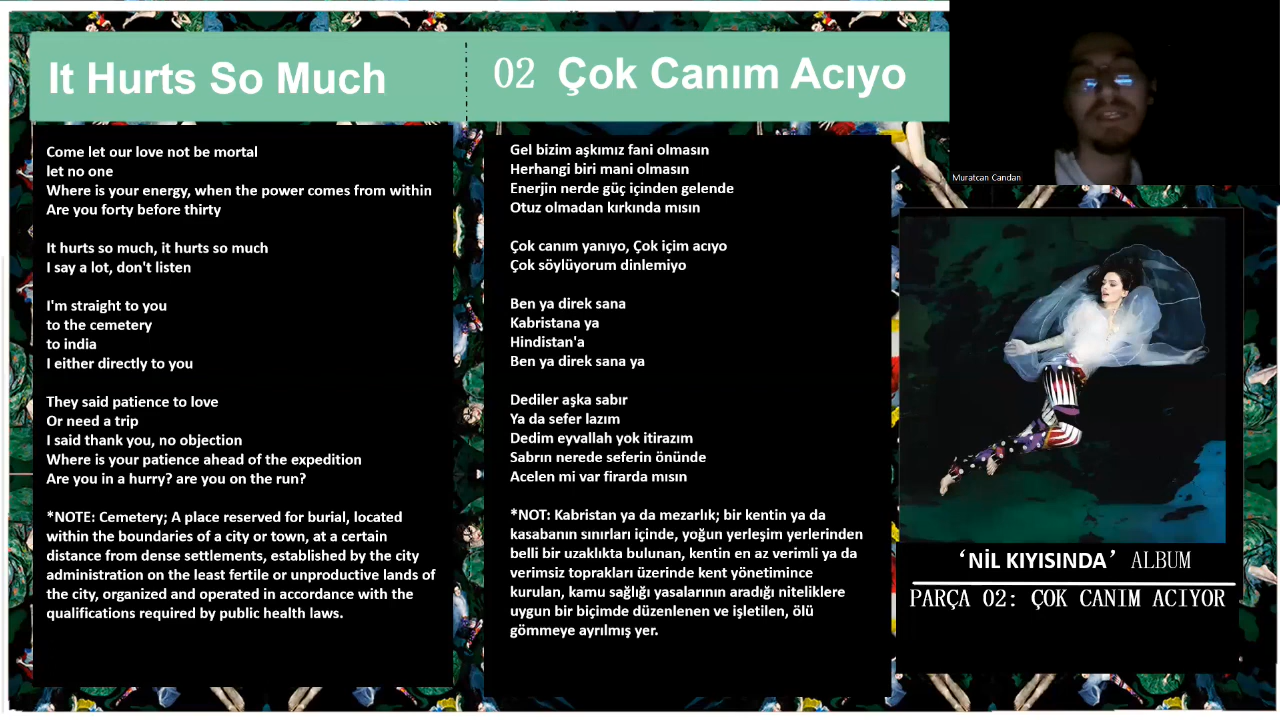 It Hurts So Much
02 Çok Canım Acıyo
Come let our love not be mortal
let no one
Where is your energy, when the power comes from within
Are you forty before thirty
It hurts so much, it hurts so much
I say a lot, don't listen
I'm straight to you
to the cemetery
to india
I either directly to you
They said patience to love
Or need a trip
I said thank you, no objection
Where is your patience ahead of the expedition
Are you in a hurry? are you on the run?
*NOTE: Cemetery; A place reserved for burial, located
within the boundaries of a city or town, at a certain
distance from dense settlements, established by the city
administration on the least fertile or unproductive lands of
the city, organized and operated in accordance with the
qualifications required by public health laws.
Gel bizim aşkımız fani olmasın
Herhangi biri mani olmasın
Enerjin nerde güç içinden gelende
Otuz olmadan kırkında mısın
Çok canım yanıyo, Çok içim acıyo
Çok söylüyorum dinlemiyo
Ben ya direk sana
Kabristana ya
Hindistan'a
Ben ya direk sana ya
Dediler aşka sabır
Ya da sefer lazım
Dedim eyvallah yok itirazım
Sabrın nerede seferin önünde
Acelen mi var firarda mısın
*NOT: Kabristan ya da mezarlık; bir kentin ya da
kasabanın sınırları içinde, yoğun yerleşim yerlerinden
belli bir uzaklıkta bulunan, kentin en az verimli ya da
verimsiz toprakları üzerinde kent yönetimince
kurulan, kamu sağlığı yasalarının aradığı niteliklere
uygun bir biçimde düzenlenen ve işletilen, ölü
gömmeye ayrılmış yer.
Muratcan Candan
‘NİL KIYISINDA’ ALBUM
PARÇA 02: ÇOK CANIM ACIYOR